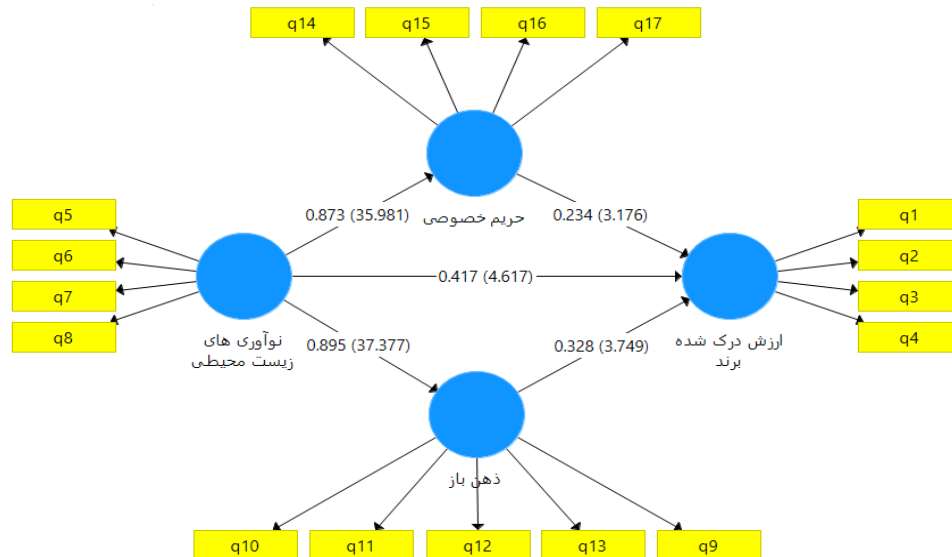 q14
q15
q16
q17
0.873 (35.981)
حریم خصوصی
0.234 (3.176)
q5
q6
q7
q8
q1
q2
q3
q4
0.417 (4.617)
نوآوری های
زیست محیطی
ارزش درک شده
برند
0.895 (37.377)
0.328 (3.749)
ذهن باز
q10
q11
q12
q13
q9